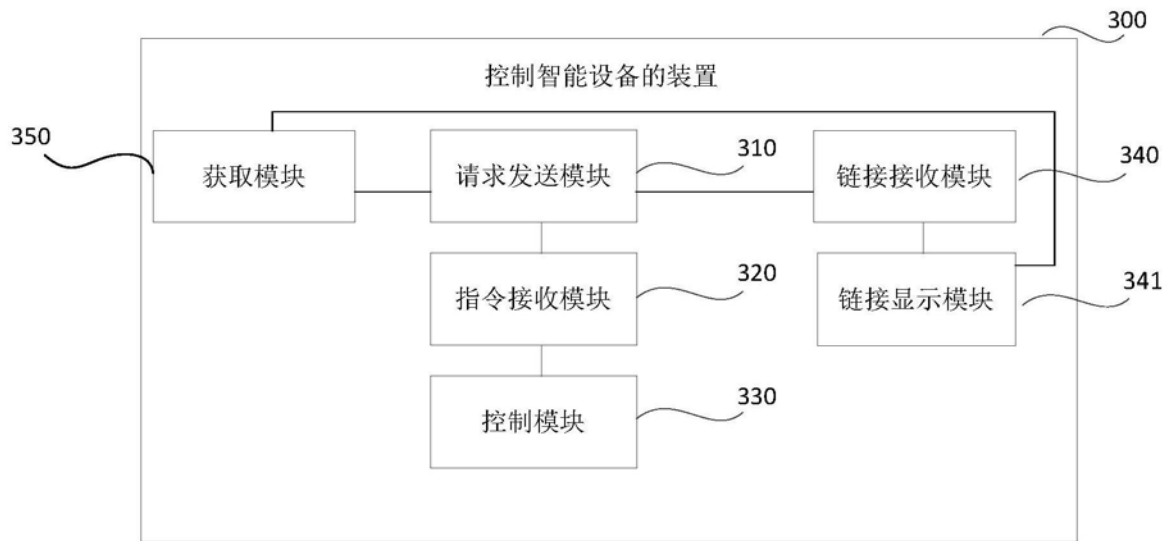 300
控制智能设备的装置
350
获取模块
请求发送模块
310
链接接收模块
340
指令接收模块
320
链接显示模块
341
控制模块
330